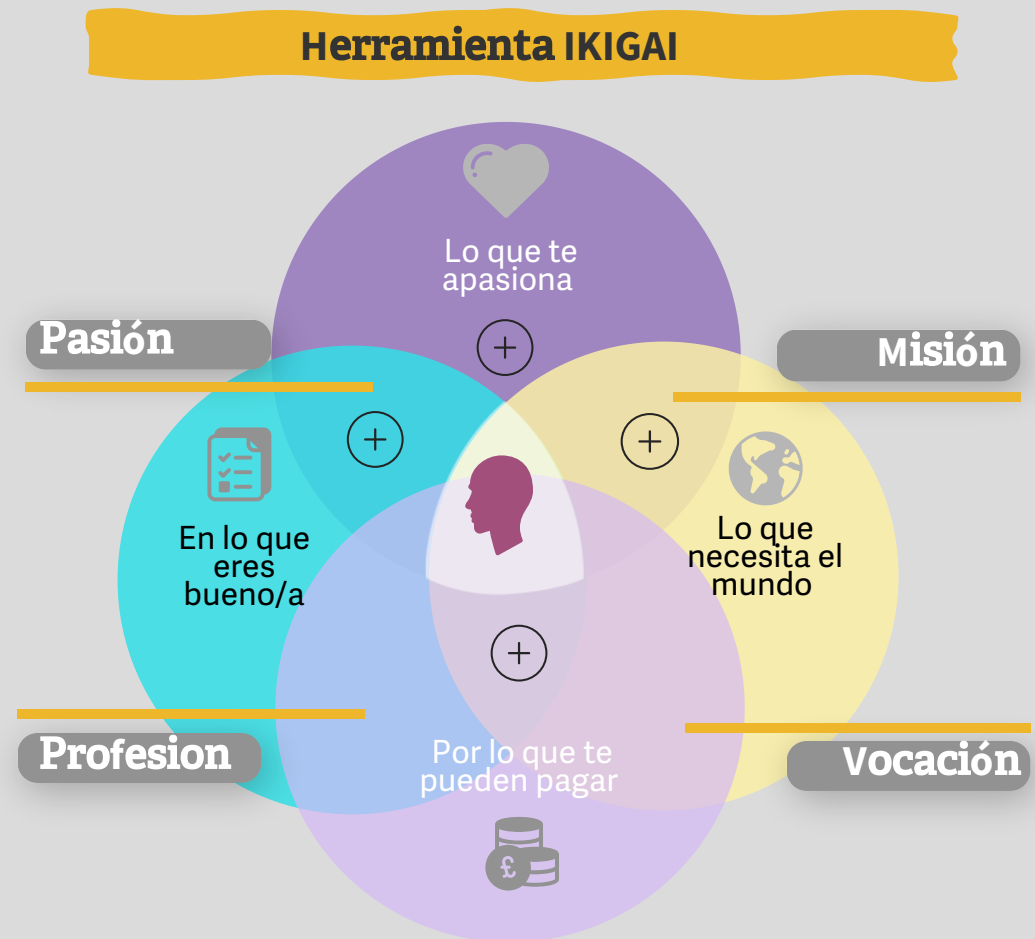 Herramienta IKIGAI
Lo que te
apasiona
Pasión
Misión
En lo que
eres
bueno/a
Lo que
necesita el
mundo
Profesion
Vocación
Por lo que te
pueden pagar
£